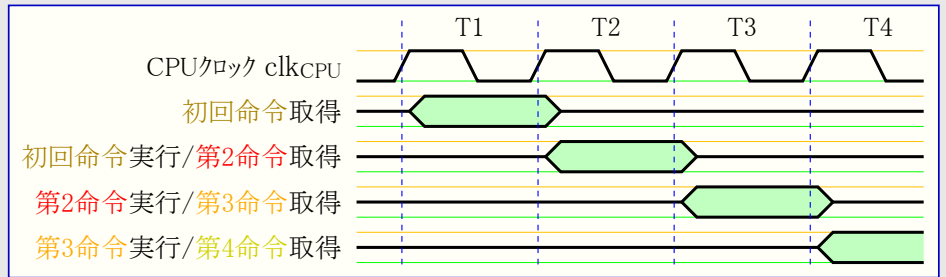 T1 T2 T3 T4
CPUクロック clkCPU
初回命令取得
初回命令実行/第2命令取得
第2命令実行/第3命令取得
第3命令実行/第4命令取得